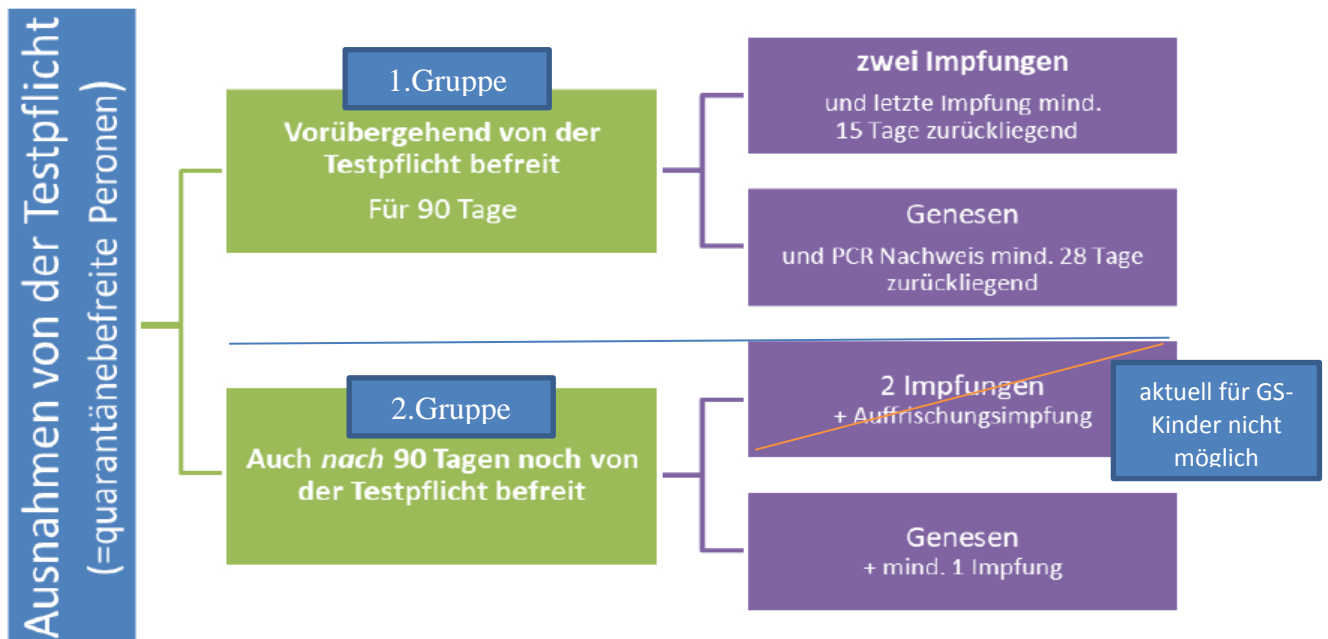 Ausnahmen von der Testpflicht
(=quarantänebefreite Peronen)
1.Gruppe
Vorübergehend von der
Testpflicht befreit
Für 90 Tage
zwei Impfungen
und letzte Impfung mind.
15 Tage zurückliegend
Genesen
und PCR Nachweis mind. 28 Tage
zurückliegend
2.Gruppe
Auch nach 90 Tagen noch von
der Testpflicht befreit
2 Impfungen
+ Auffrischungsimpfung
aktuell für GS-
Kinder nicht
möglich
Genesen
+ mind. 1 Impfung